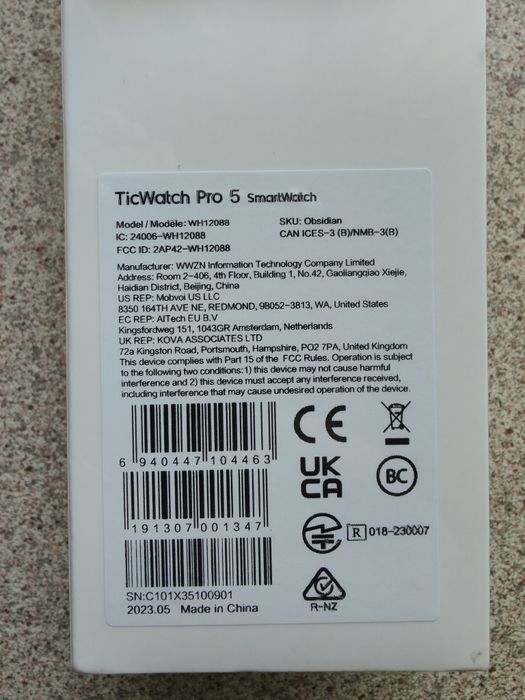 TicWatch Pro 5 SmartWatch
Model / Modèle: WH12088
SKU: Obsidian
IC: 24006-WH12088
CAN ICES-3 (B)/NMB-3(B)
FCC ID: 2AP42-WH12088
Manufacturer: WWZN Information Technology Company Limited
Address: Room 2-406, 4th Floor, Building 1, No.42, Gaoliangqiao Xiejie,
Haidian District, Beijing, China
US REP: Mobvoi US LLC
8350 164TH AVE NE, REDMOND, 98052-3813, WA, United States
EC REP: AITech EU B.V
Kingsfordweg 151, 1043GR Amsterdam, Netherlands
UK REP: KOVA ASSOCIATES LTD
72a Kingston Road, Portsmouth, Hampshire, PO2 7PA, United Kingdom
This device complies with Part 15 of the FCC Rules. Operation is subject
to the following two conditions:1) this device may not cause harmful
interference and 2) this device must accept any interference received,
including interference that may cause undesired operation of the device.
6 940447 104463
CE
UK
CA
BC
191307 001347
R 018-230007
SN:C101X35100901
2023.05 Made in China
R-NZ